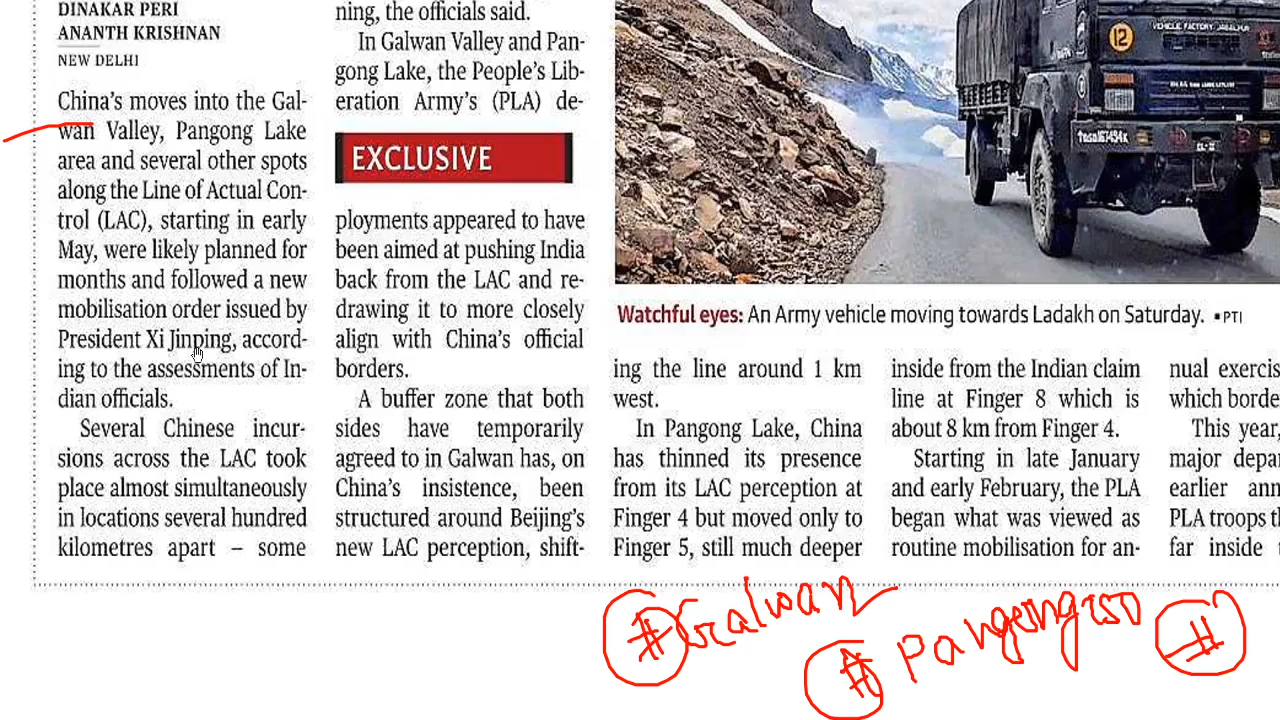 DINAKAR PERI
ANANTH KRISHNAN
NEW DELHI
China's moves into the Gal-
wan Valley, Pangong Lake
area and several other spots
along the Line of Actual Con-
trol (LAC), starting in early
May, were likely planned for
months and followed a new
mobilisation order issued by
President Xi Jinping, accord-
ing to the assessments of In-
dian officials.
Several Chinese incur-
sions across the LAC took
place almost simultaneously
in locations several hundred
kilometres apart – some
ning, the officials said.
In Galwan Valley and Pan-
gong Lake, the People's Lib-
eration Army's (PLA) de-
EXCLUSIVE
ployments appeared to have
been aimed at pushing India
back from the LAC and re-
drawing it to more closely
align with China's official
borders.
A buffer zone that both
sides have temporarily
agreed to in Galwan has, on
China's insistence, been
structured around Beijing's
new LAC perception, shift-
12
VEHICLE FACTORY JABALPUR
Watchful eyes: An Army vehicle moving towards Ladakh on Saturday. ▪ PTI
ing the line around 1 km
west.
In Pangong Lake, China
has thinned its presence
from its LAC perception at
Finger 4 but moved only to
Finger 5, still much deeper
inside from the Indian claim
line at Finger 8 which is
about 8 km from Finger 4.
Starting in late January
and early February, the PLA
began what was viewed as
routine mobilisation for an-
nual exercis
which borde
This year,
major depar
earlier ann
PLA troops t
far inside
#Galwan
# Pangongtso #